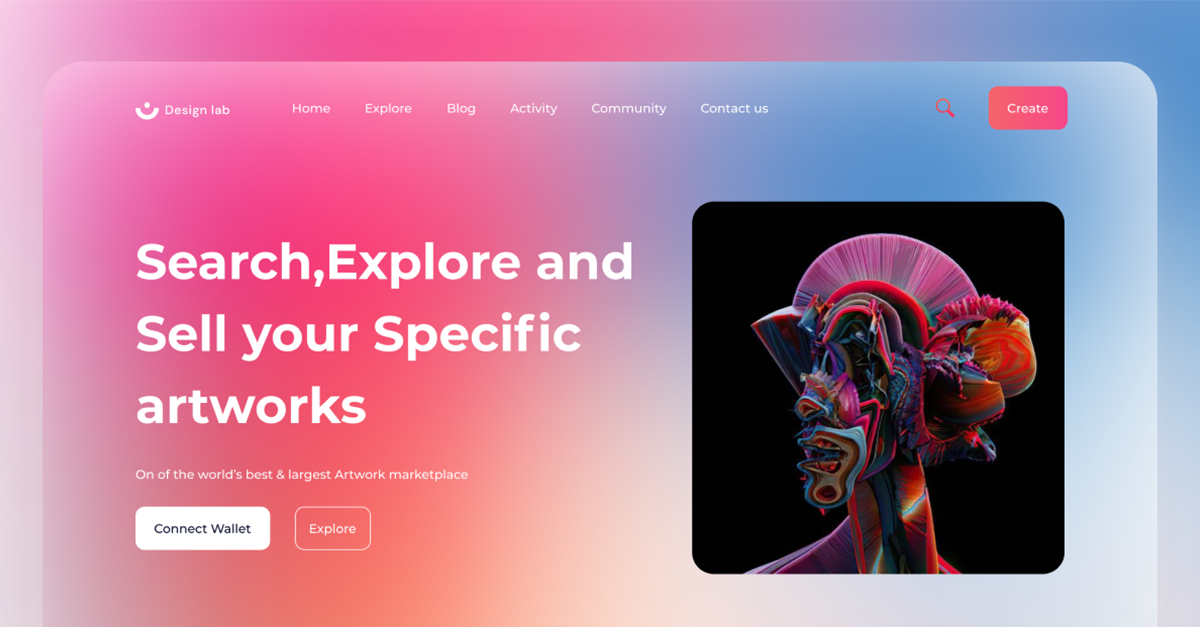 Design lab
Home Explore Blog Activity Community Contact us
Create
Search,Explore and
Sell your Specific
artworks
On of the world's best & largest Artwork marketplace
Connect Wallet
Explore